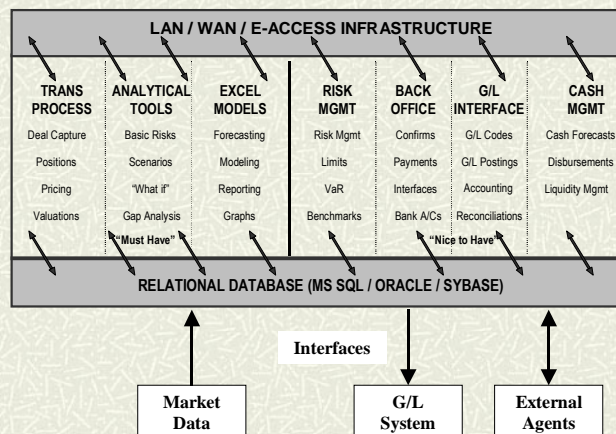 LAN / WAN / E-ACCESS INFRASTRUCTURE
TRANS PROCESS
Deal Capture
Positions
Pricing
Valuations
ANALYTICAL TOOLS
Basic Risks
Scenarios
"What if"
Gap Analysis
"Must Have"
EXCEL MODELS
Forecasting
Modeling
Reporting
Graphs
RISK MGMT
Risk Mgmt
Limits
VaR
Benchmarks
BACK OFFICE
Confirms
Payments
Interfaces
Bank A/Cs
G/L INTERFACE
G/L Codes
G/L Postings
Accounting
Reconciliations
"Nice to Have"
CASH MGMT
Cash Forecasts
Disbursements
Liquidity Mgmt
RELATIONAL DATABASE (MS SQL / ORACLE / SYBASE)
Interfaces
Market
Data
G/L
System
External
Agents